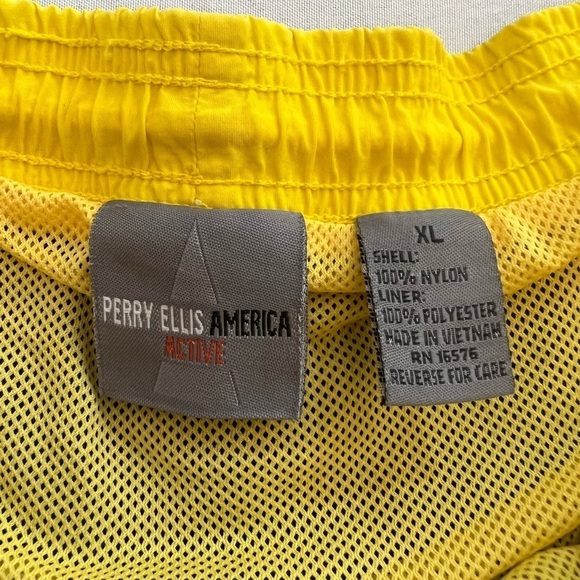 PERRY ELLIS AMERICA
ACTIVE
XL
SHELL:
100% NYLON
LINER:
100% POLYESTER
MADE IN VIETNAM
RN 16576
REVERSE FOR CARE